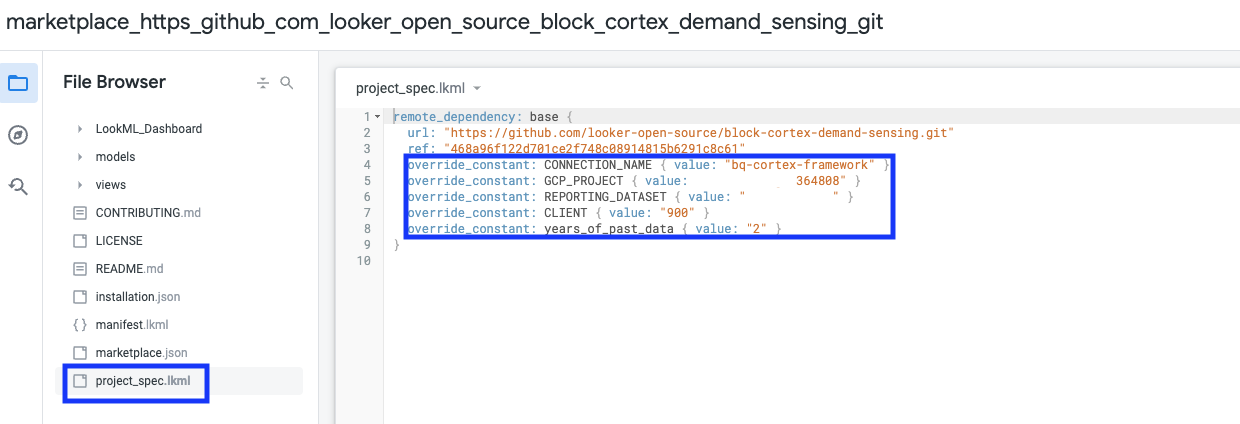 marketplace_https_github_com_looker_open_source_block_cortex_demand_sensing_git
File Browser
LookML_Dashboard
models
views
CONTRIBUTING.md
LICENSE
README.md
installation.json
manifest.lkml
marketplace.json
project_spec.lkml
project_spec.lkml
1 remote_dependency: base {
2 url: "https://github.com/looker-open-source/block-cortex-demand-sensing.git"
3 ref: "468a96f122d701ce2f748c08914815b6291c8c61"
4 override_constant: CONNECTION_NAME { value: "bq-cortex-framework" }
5 override_constant: GCP_PROJECT { value: 364808" }
6 override_constant: REPORTING_DATASET { value: " " }
7 override_constant: CLIENT { value: "900" }
8 override_constant: years_of_past_data { value: "2" }
9 }
10